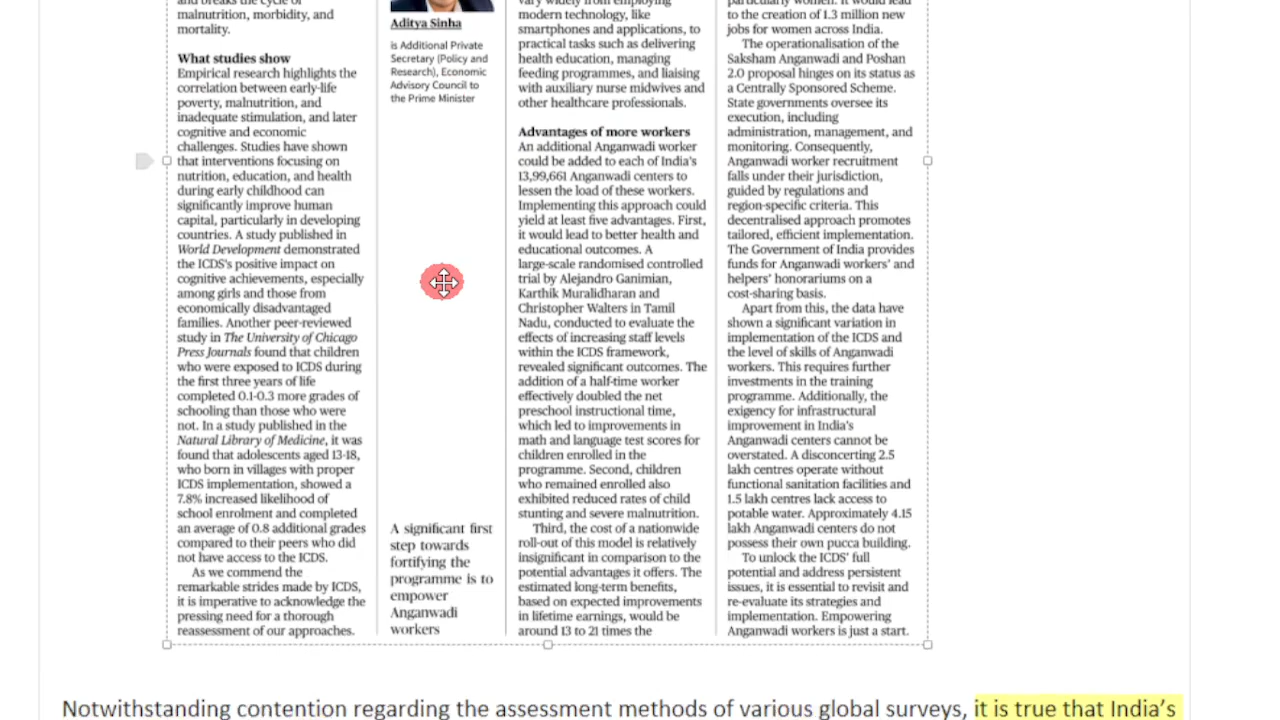 and breaks the cycle of
malnutrition, morbidity, and
mortality.
What studies show
Empirical research highlights the
correlation between early-life
poverty, malnutrition, and
inadequate stimulation, and later
cognitive and economic
challenges. Studies have shown
that interventions focusing on
nutrition, education, and health
during early childhood can
significantly improve human
capital, particularly in developing
countries. A study published in
World Development demonstrated
the ICDS's positive impact on
cognitive achievements, especially
among girls and those from
economically disadvantaged
families. Another peer-reviewed
study in The University of Chicago
Press Journals found that children
who were exposed to ICDS during
the first three years of life
completed 0.1-0.3 more grades of
schooling than those who were
not. In a study published in the
Natural Library of Medicine, it was
found that adolescents aged 13-18,
who born in villages with proper
ICDS implementation, showed a
7.8% increased likelihood of
school enrolment and completed
an average of 0.8 additional grades
compared to their peers who did
not have access to the ICDS.
As we commend the
remarkable strides made by ICDS,
it is imperative to acknowledge the
pressing need for a thorough
reassessment of our approaches.
Aditya Sinha
is Additional Private
Secretary (Policy and
Research), Economic
Advisory Council to
the Prime Minister
A significant first
step towards
fortifying the
programme is to
empower
Anganwadi
workers
vary widely from employing
modern technology, like
smartphones and applications, to
practical tasks such as delivering
health education, managing
feeding programmes, and liaising
with auxiliary nurse midwives and
other healthcare professionals.
Advantages of more workers
An additional Anganwadi worker
could be added to each of India's
13,99,661 Anganwadi centers to
lessen the load of these workers.
Implementing this approach could
yield at least five advantages. First,
it would lead to better health and
educational outcomes. A
large-scale randomised controlled
trial by Alejandro Ganimian,
Karthik Muralidharan and
Christopher Walters in Tamil
Nadu, conducted to evaluate the
effects of increasing staff levels
within the ICDS framework,
revealed significant outcomes. The
addition of a half-time worker
effectively doubled the net
preschool instructional time,
which led to improvements in
math and language test scores for
children enrolled in the
programme. Second, children
who remained enrolled also
exhibited reduced rates of child
stunting and severe malnutrition.
Third, the cost of a nationwide
roll-out of this model is relatively
insignificant in comparison to the
potential advantages it offers. The
estimated long-term benefits,
based on expected improvements
in lifetime earnings, would be
around 13 to 21 times the
particularly women. It would lead
to the creation of 1.3 million new
jobs for women across India.
The operationalisation of the
Saksham Anganwadi and Poshan
2.0 proposal hinges on its status as
a Centrally Sponsored Scheme.
State governments oversee its
execution, including
administration, management, and
monitoring. Consequently,
Anganwadi worker recruitment
falls under their jurisdiction,
guided by regulations and
region-specific criteria. This
decentralised approach promotes
tailored, efficient implementation.
The Government of India provides
funds for Anganwadi workers' and
helpers' honorariums on a
cost-sharing basis.
Apart from this, the data have
shown a significant variation in
implementation of the ICDS and
the level of skills of Anganwadi
workers. This requires further
investments in the training
programme. Additionally, the
exigency for infrastructural
improvement in India's
Anganwadi centers cannot be
overstated. A disconcerting 2.5
lakh centres operate without
functional sanitation facilities and
1.5 lakh centres lack access to
potable water. Approximately 4.15
lakh Anganwadi centers do not
possess their own pucca building.
To unlock the ICDS' full
potential and address persistent
issues, it is essential to revisit and
re-evaluate its strategies and
implementation. Empowering
Anganwadi workers is just a start.
Notwithstanding contention regarding the assessment methods of various global surveys, it is true that India's